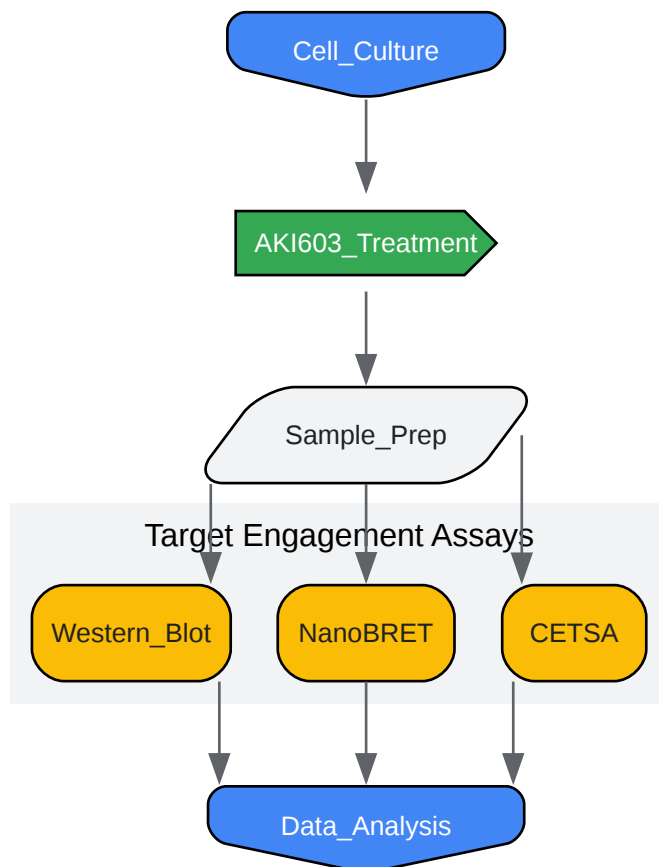 Cell_Culture
AKI603_Treatment
Sample_Prep
Target Engagement Assays
Western_Blot
NanoBRET
CETSA
Data_Analysis